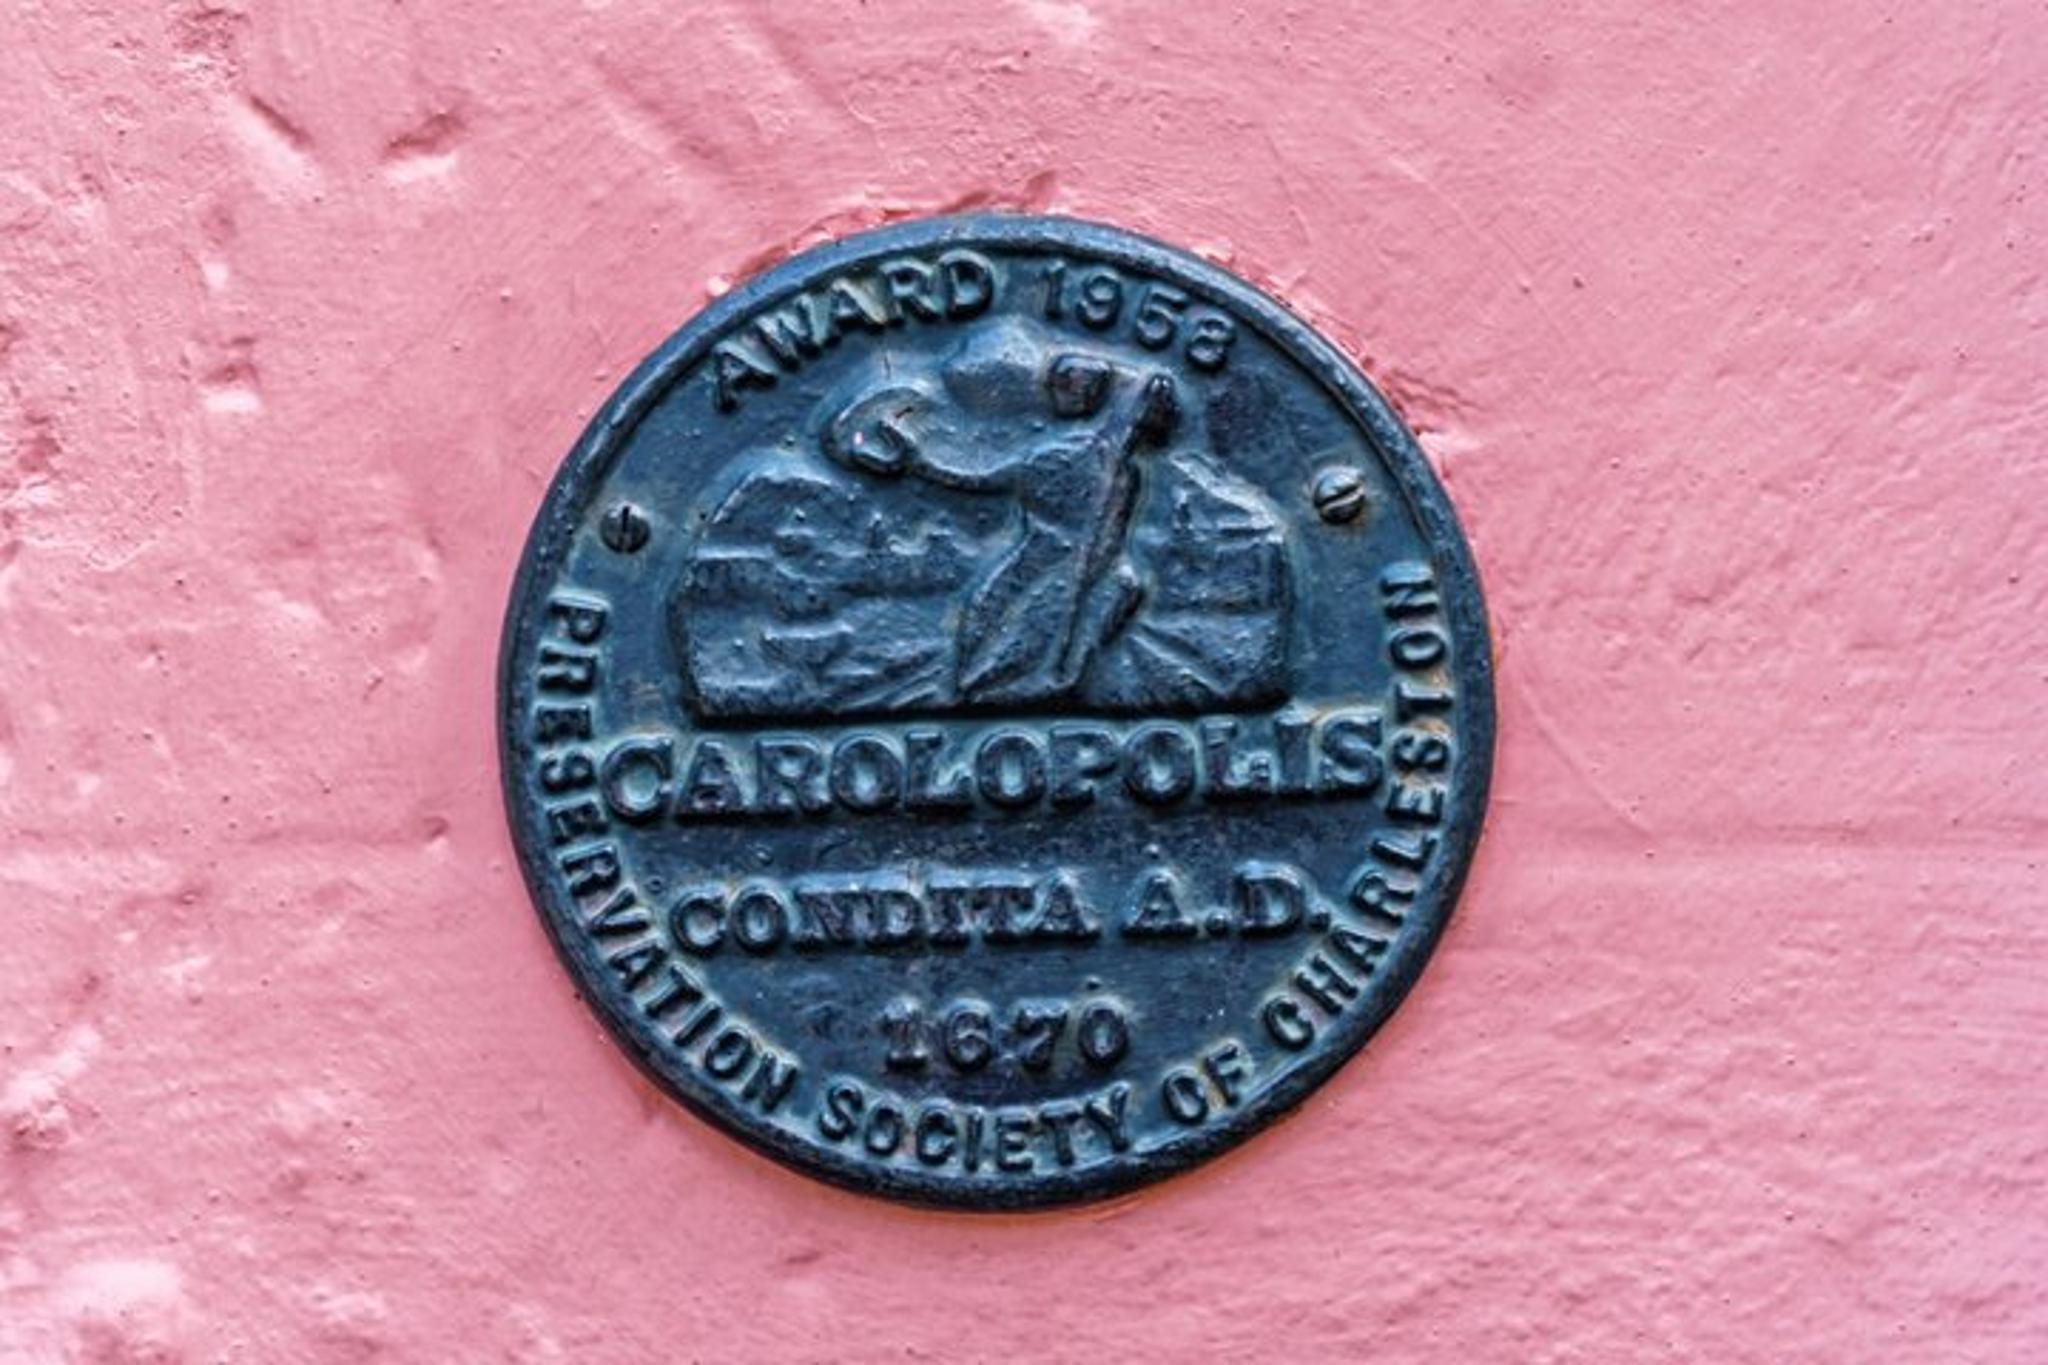 AWARD 1958
CAROLOPOLIS
CONDITA A.D.
1670
PRESERVATION SOCIETY OF CHARLESTON